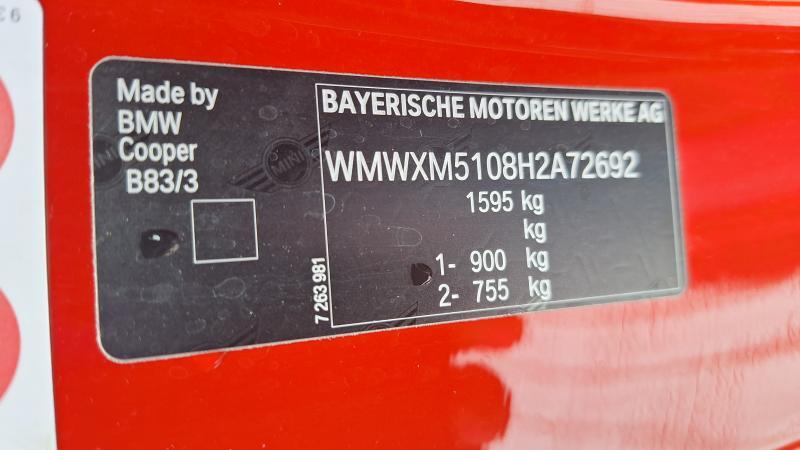 Made by
BMW
Cooper
B83/3
BAYERISCHE MOTOREN WERKE AG
WMWXM5108H2A72692
1595 kg
kg
1- 900 kg
2- 755 kg
7 263 981
MINI